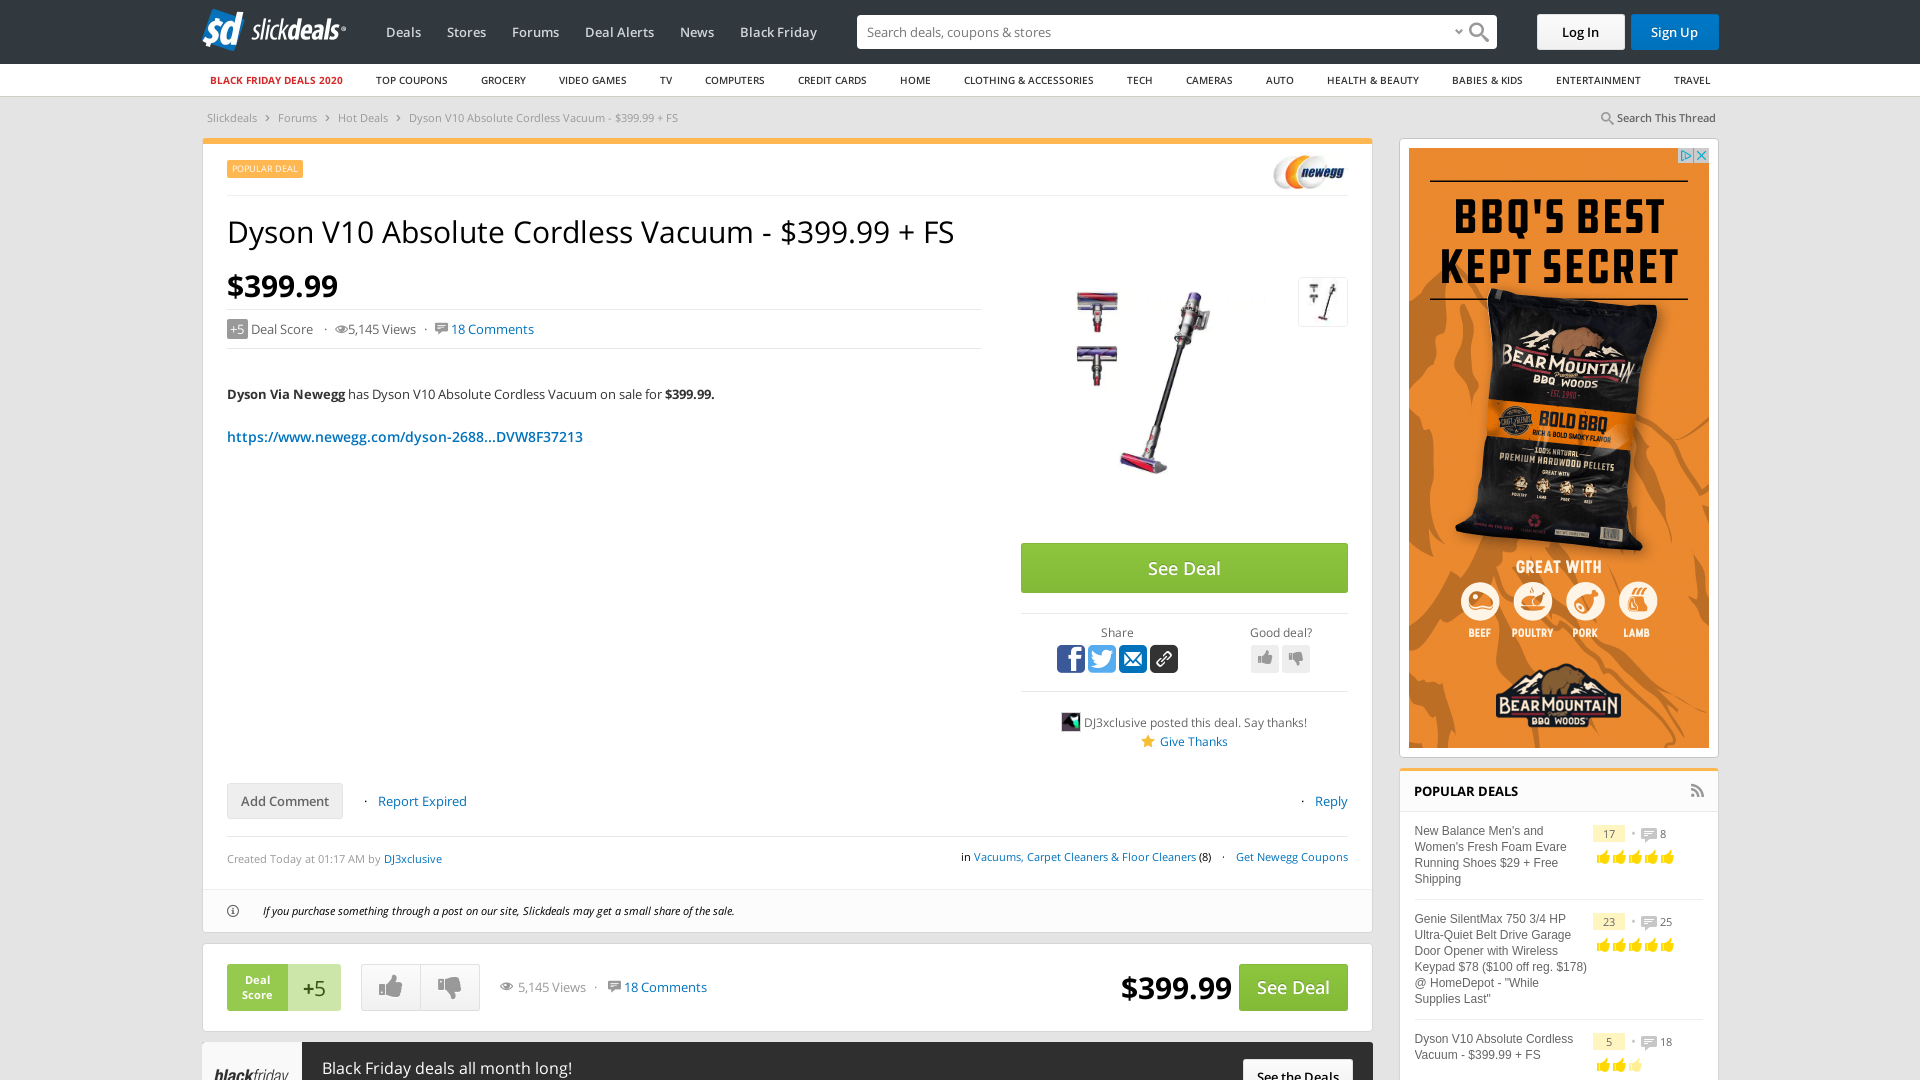 slickdeals
Deals
Stores
Forums
Deal Alerts
News
Black Friday
Search deals, coupons & stores
Log In
Sign Up
BLACK FRIDAY DEALS 2020
TOP COUPONS
GROCERY
VIDEO GAMES
TV
COMPUTERS
CREDIT CARDS
HOME
CLOTHING & ACCESSORIES
TECH
CAMERAS
AUTO
HEALTH & BEAUTY
BABIES & KIDS
ENTERTAINMENT
TRAVEL
Slickdeals > Forums > Hot Deals > Dyson V10 Absolute Cordless Vacuum - $399.99 + FS
Search This Thread
POPULAR DEAL
newegg
Dyson V10 Absolute Cordless Vacuum - $399.99 + FS
$399.99
+5 Deal Score · 5,145 Views · 18 Comments
Dyson Via Newegg has Dyson V10 Absolute Cordless Vacuum on sale for $399.99.
https://www.newegg.com/dyson-2688...DVW8F37213
See Deal
Share
Good deal?
DJ3xclusive posted this deal. Say thanks!
Give Thanks
Add Comment · Report Expired
· Reply
Created Today at 01:17 AM by DJ3xclusive
in Vacuums, Carpet Cleaners & Floor Cleaners (8) · Get Newegg Coupons
If you purchase something through a post on our site, Slickdeals may get a small share of the sale.
Deal
Score
+5
5,145 Views · 18 Comments
$399.99
See Deal
blackfriday
Black Friday deals all month long!
See the Deals
BBQ'S BEST
KEPT SECRET
BEAR MOUNTAIN
PREMIUM
BBQ WOODS
EST. 1990
CRAFT BLENDS
BOLD BBQ
RICH & BOLD SMOKY FLAVOR
100% NATURAL
PREMIUM HARDWOOD PELLETS
GREAT WITH
POULTRY
LAMB
PORK
BEEF
GREAT WITH
BEEF
POULTRY
PORK
LAMB
BEAR MOUNTAIN
PREMIUM
BBQ WOODS
POPULAR DEALS
New Balance Men's and
Women's Fresh Foam Evare
Running Shoes $29 + Free
Shipping
17 • 8
Genie SilentMax 750 3/4 HP
Ultra-Quiet Belt Drive Garage
Door Opener with Wireless
Keypad $78 ($100 off reg. $178)
@ HomeDepot - "While
Supplies Last"
23 • 25
Dyson V10 Absolute Cordless
Vacuum - $399.99 + FS
5 • 18